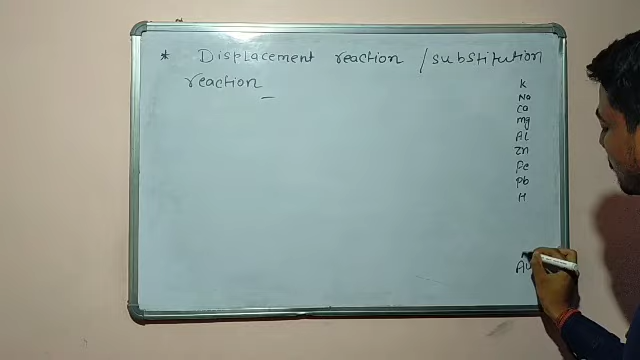 * Displacement reaction / substitution
reaction
K
Na
Ca
mg
Al
Zn
Fe
Pb
H
Au